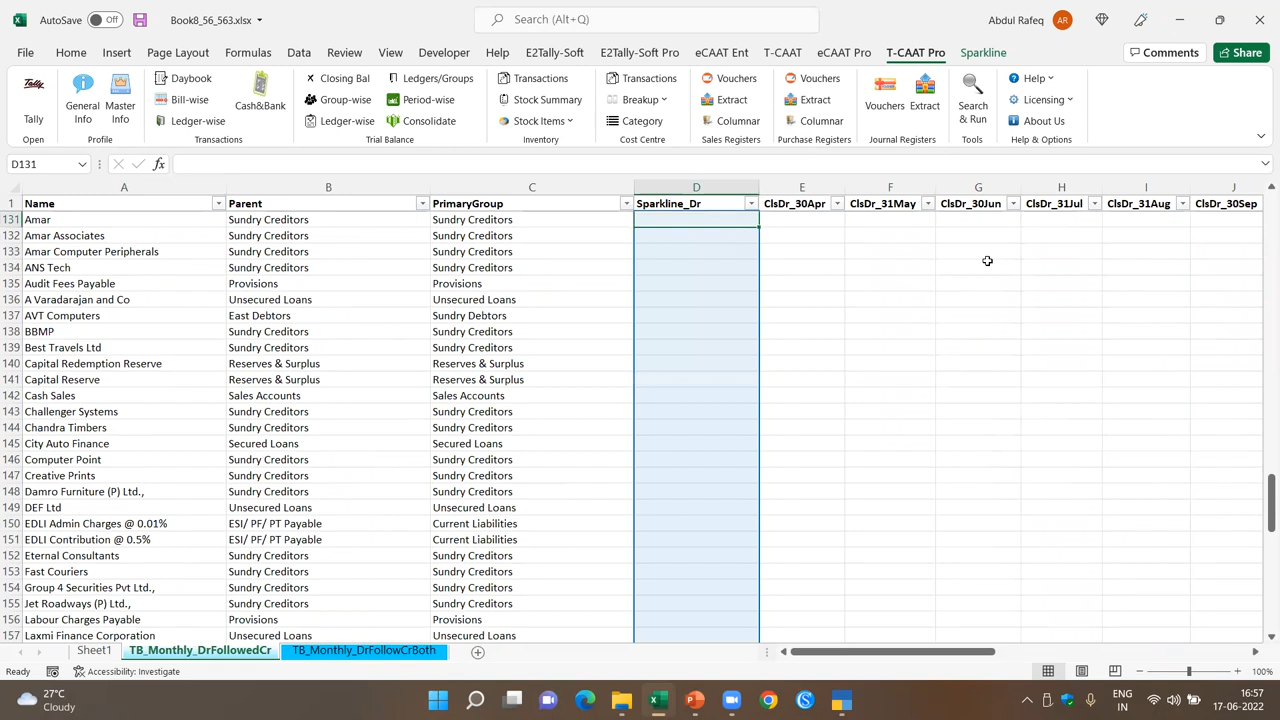 AutoSave Off Book8_56_563.xlsx Search (Alt+Q) Abdul Rafeq AR
File Home Insert Page Layout Formulas Data Review View Developer Help E2Tally-Soft E2Tally-Soft Pro eCAAT Ent T-CAAT eCAAT Pro T-CAAT Pro Sparkline Comments Share
Tally General Info Master Info Daybook Bill-wise Ledger-wise Cash&Bank Closing Bal Group-wise Ledger-wise Ledgers/Groups Period-wise Consolidate Transactions Stock Summary Stock Items Transactions Breakup Category Vouchers Extract Columnar Vouchers Extract Columnar Vouchers Extract Search & Run Help Licensing About Us
Open Profile Transactions Trial Balance Inventory Cost Centre Sales Registers Purchase Registers Journal Registers Tools Help & Options
D131 fx
A B C D E F G H I J
1 Name Parent PrimaryGroup Sparkline_Dr ClsDr_30Apr ClsDr_31May ClsDr_30Jun ClsDr_31Jul ClsDr_31Aug ClsDr_30Sep
131 Amar Sundry Creditors Sundry Creditors
132 Amar Associates Sundry Creditors Sundry Creditors
133 Amar Computer Peripherals Sundry Creditors Sundry Creditors
134 ANS Tech Sundry Creditors Sundry Creditors
135 Audit Fees Payable Provisions Provisions
136 A Varadarajan and Co Unsecured Loans Unsecured Loans
137 AVT Computers East Debtors Sundry Debtors
138 BBMP Sundry Creditors Sundry Creditors
139 Best Travels Ltd Sundry Creditors Sundry Creditors
140 Capital Redemption Reserve Reserves & Surplus Reserves & Surplus
141 Capital Reserve Reserves & Surplus Reserves & Surplus
142 Cash Sales Sales Accounts Sales Accounts
143 Challenger Systems Sundry Creditors Sundry Creditors
144 Chandra Timbers Sundry Creditors Sundry Creditors
145 City Auto Finance Secured Loans Secured Loans
146 Computer Point Sundry Creditors Sundry Creditors
147 Creative Prints Sundry Creditors Sundry Creditors
148 Damro Furniture (P) Ltd., Sundry Creditors Sundry Creditors
149 DEF Ltd Unsecured Loans Unsecured Loans
150 EDLI Admin Charges @ 0.01% ESI/ PF/ PT Payable Current Liabilities
151 EDLI Contribution @ 0.5% ESI/ PF/ PT Payable Current Liabilities
152 Eternal Consultants Sundry Creditors Sundry Creditors
153 Fast Couriers Sundry Creditors Sundry Creditors
154 Group 4 Securities Pvt Ltd., Sundry Creditors Sundry Creditors
155 Jet Roadways (P) Ltd., Sundry Creditors Sundry Creditors
156 Labour Charges Payable Provisions Provisions
157 Laxmi Finance Corporation Unsecured Loans Unsecured Loans
Sheet1 TB_Monthly_DrFollowedCr TB_Monthly_DrFollowCrBoth
Ready Accessibility: Investigate 100%
27°C Cloudy ENG IN 16:57 17-06-2022